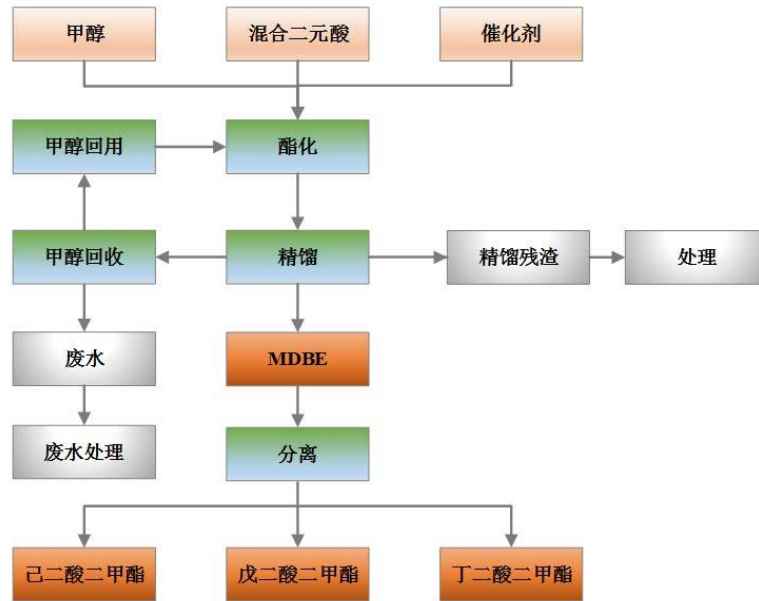 甲醇
混合二元酸
催化剂
甲醇回用
酯化
甲醇回收
精馏
精馏残渣
处理
废水
MDBE
废水处理
分离
己二酸二甲酯
戊二酸二甲酯
丁二酸二甲酯